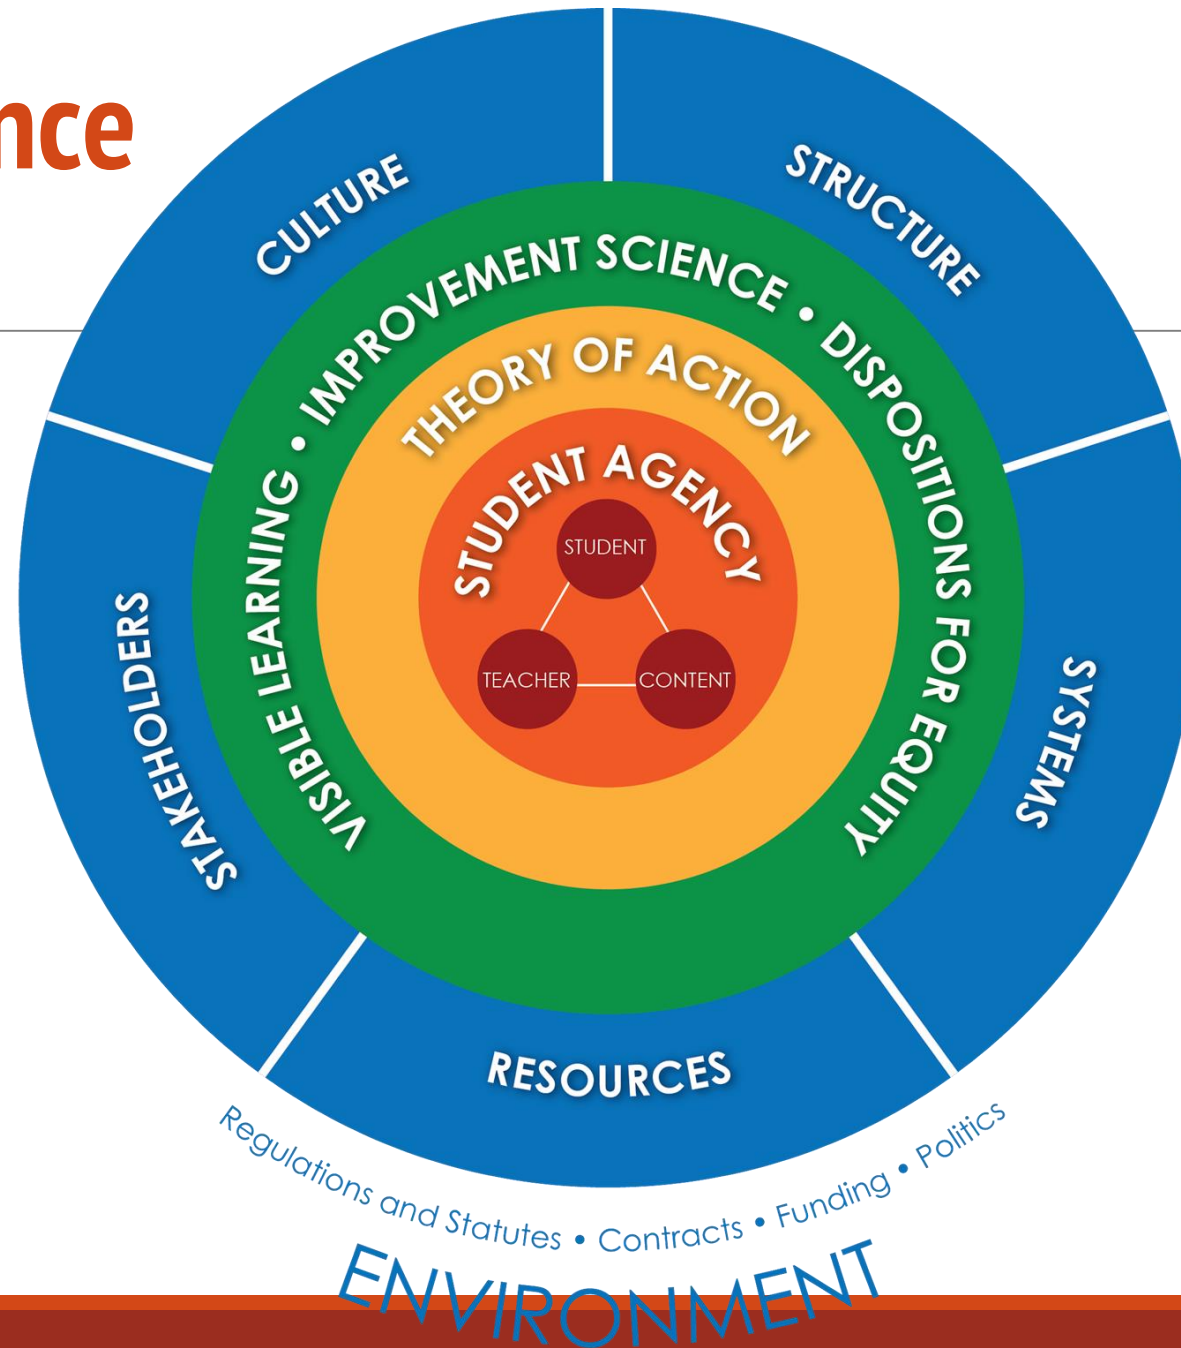 nce
CULTURE
STRUCTURE
STAKEHOLDERS
SYSTEMS
RESOURCES
VISIBLE LEARNING • IMPROVEMENT SCIENCE • DISPOSITIONS FOR EQUITY
THEORY OF ACTION
STUDENT AGENCY
STUDENT
TEACHER
CONTENT
Regulations and Statutes • Contracts • Funding • Politics
ENVIRONMENT